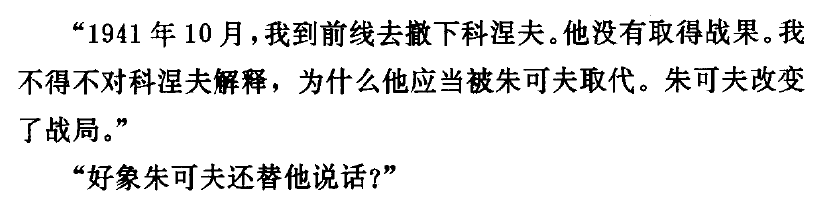 “1941 年 10 月，我到前线去撤下科涅夫。他没有取得战果。我
不得不对科涅夫解释，为什么他应当被朱可夫取代。朱可夫改变
了战局。”
“好象朱可夫还替他说话？”